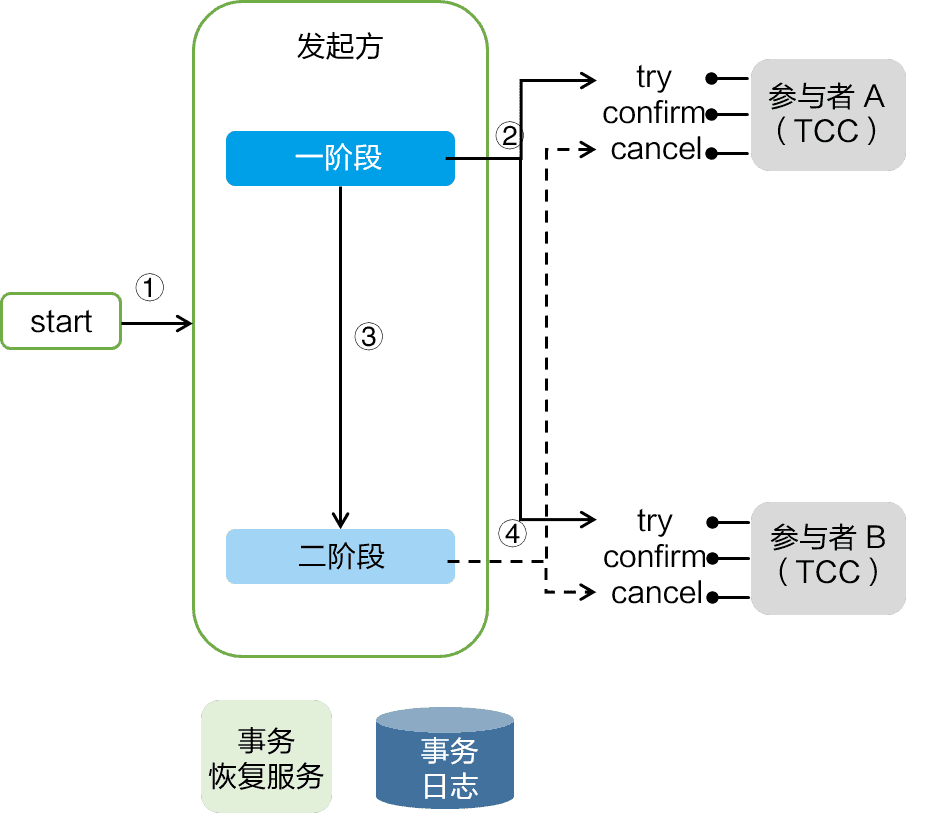 发起方
try
confirm
cancel
参与者 A
（TCC）
②
一阶段
①
start
③
④
二阶段
try
confirm
cancel
参与者 B
（TCC）
事务
恢复服务
事务
日志